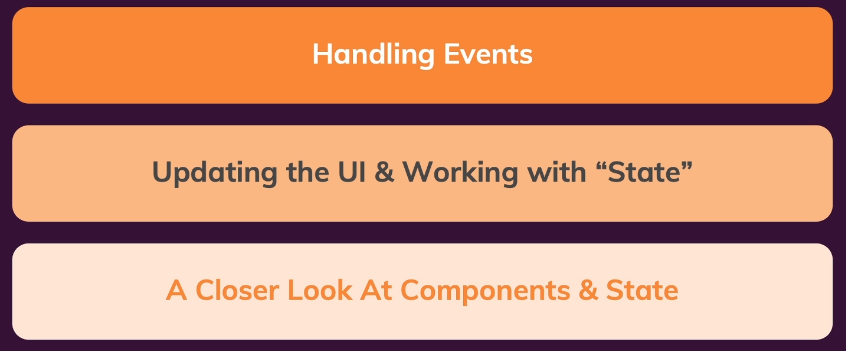 Handling Events
Updating the UI & Working with “State”
A Closer Look At Components & State